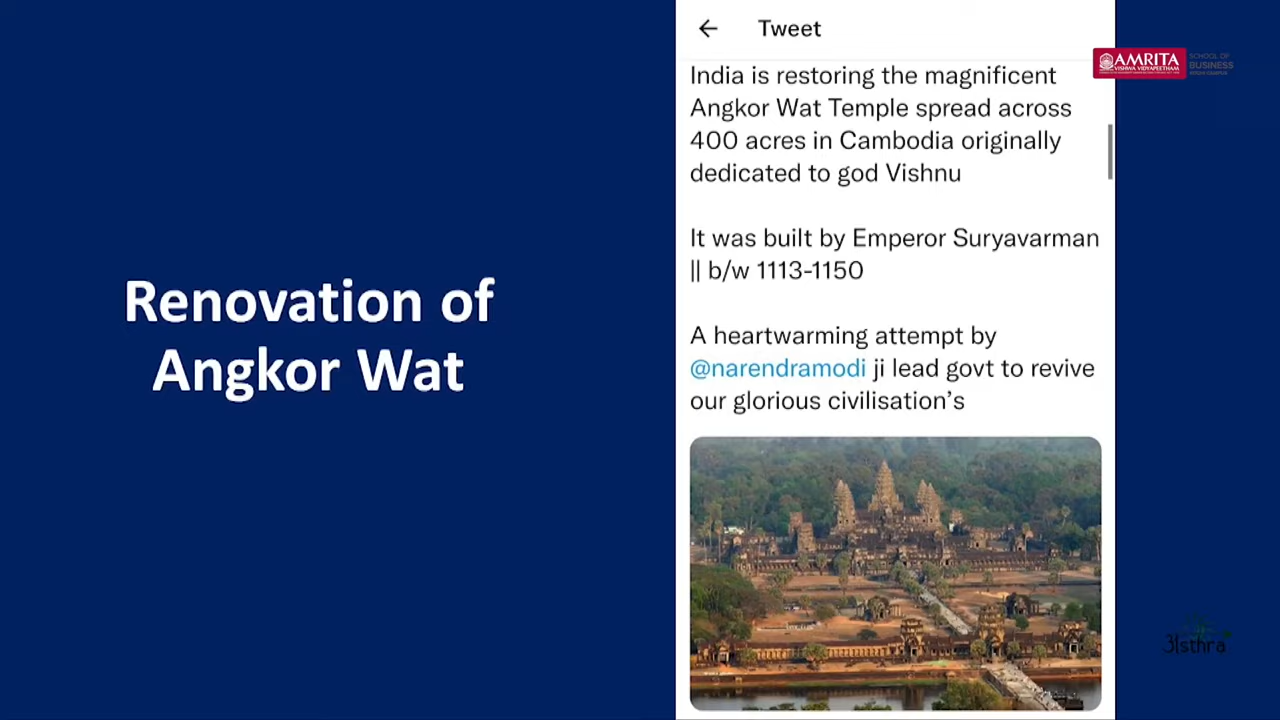 Renovation of
Angkor Wat
Tweet
India is restoring the magnificent
Angkor Wat Temple spread across
400 acres in Cambodia originally
dedicated to god Vishnu
It was built by Emperor Suryavarman
|| b/w 1113-1150
A heartwarming attempt by
@narendramodi ji lead govt to revive
our glorious civilisation’s
AMRITA
VISHWA VIDYAPEETHAM
SCHOOL OF
BUSINESS
अlsthra